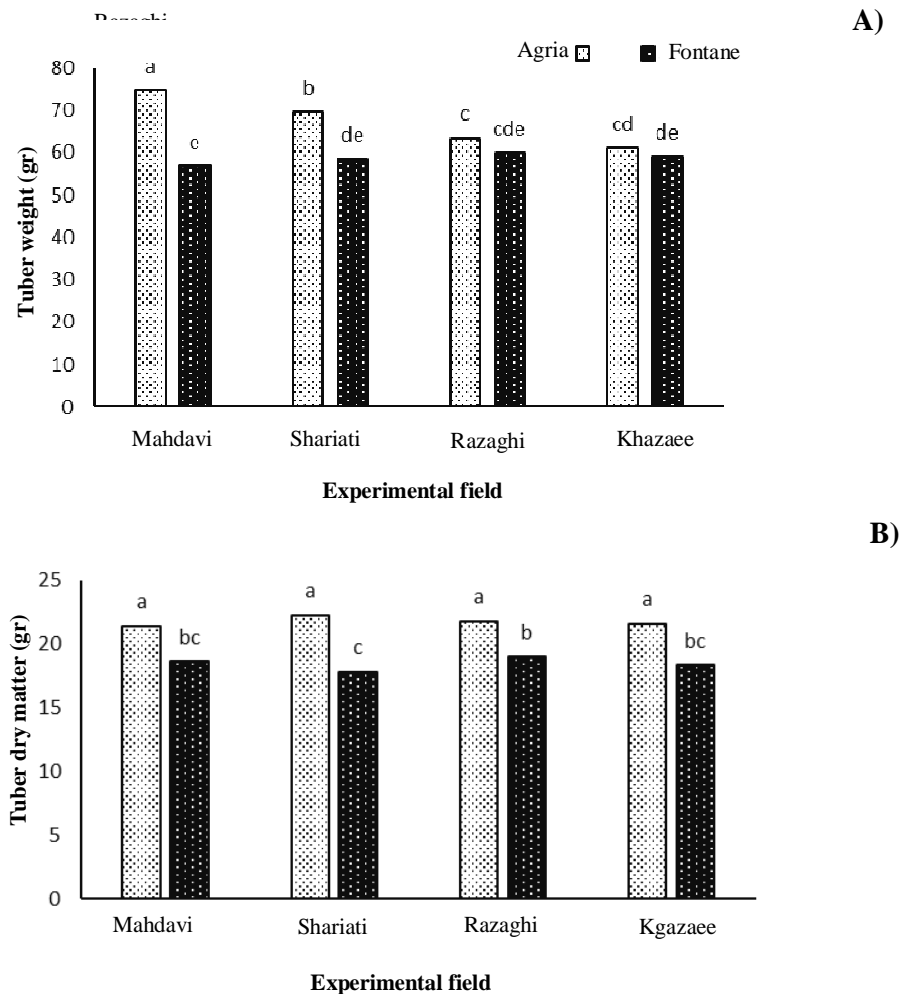 Razaghi
A)
Agria Fontane
80
70
60
50
40
30
20
10
0
Tuber weight (gr)
a
e
b
de
c
cde
cd
de
Mahdavi Shariati Razaghi Khazaee
Experimental field
B)
25
20
15
10
5
0
Tuber dry matter (gr)
a
bc
a
c
a
b
a
bc
Mahdavi Shariati Razaghi Kgazaee
Experimental field